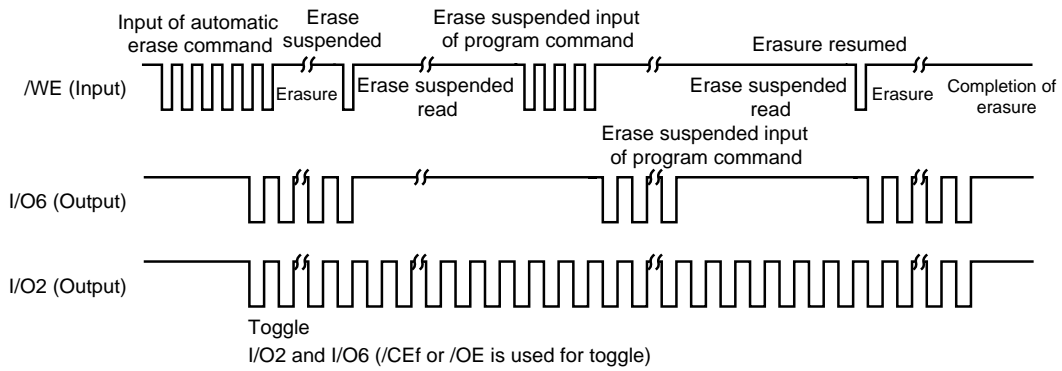 Input of automatic
erase command
Erase
suspended
Erase suspended input
of program command
Erasure resumed
/WE (Input)
Erasure
Erase suspended
read
Erase suspended
read
Erasure
Completion of
erasure
Erase suspended input
of program command
I/O6 (Output)
I/O2 (Output)
Toggle
I/O2 and I/O6 (/CEf or /OE is used for toggle)